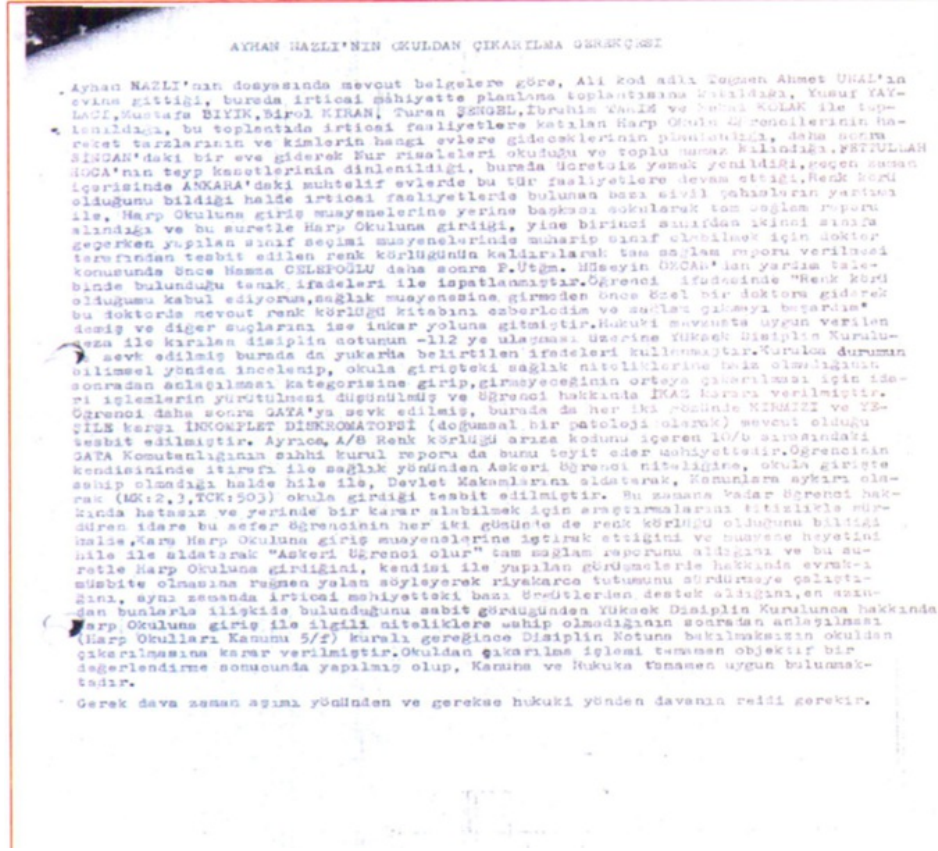 AYHAN NAZLI'NIN OKULDAN ÇIKARTILMA GEREKÇESİ
Ayhan NAZLI'nın dosyasında mevcut belgelere göre, Ali kod adlı Teğmen Ahmet ÜNAL'ın
evine gittiği, burada irticai mahiyette planlama toplantısına katıldığı, Yusuf YAY-
LACI,Mustafa BIYIK,Birol KIRAN, Turan ŞENGEL,İbrahim ve KOLAK ile top-
lanıldığı, bu toplantıda irticai faaliyetlere katılan Harp Okulu Öğrencilerinin ha-
reket tarzlarının ve kimlerin hangi evlere gideceklerinin planlandığı, daha sonra
SİNCAN'daki bir eve giderek Nur risaleleri okuduğu ve toplu namaz kılındığı,FETTULLAH
HOCA'nın teyp kasetlerinin dinlenildiği, burada ücretsiz yemek yenildiği,geçen zaman
içerisinde ANKARA'daki muhtelif evlerde bu tür faaliyetlere devam ettiği,Renk körü
olduğunu bildiği halde irticai faaliyetlerde bulunan bazı sivil şahısların yardımı
ile, Harp Okuluna giriş muayenelerine yerine başkası sokularak tam sağlam raporu
alındığı ve bu suretle Harp Okuluna girdiği, yine birinci sınıfdan ikinci sınıfa
geçerken yapılan sınıf seçimi muayenelerinde muharip sınıf olabilmek için doktor
tarafından tesbit edilen renk körlüğünün kaldırılarak tam sağlam raporu verilmesi
konusunda önce Hamza CELEPOĞLU daha sonra P.Ütğm. Hüseyin ÖZCAN'dan yardım tale-
binde bulunduğu tanık ifadeleri ile ispatlanmıştır.Öğrenci ifadesinde "Renk körü
olduğumu kabul ediyorum,sağlık muayenesine girmeden önce özel bir doktora giderek
bu doktorda mevcut renk körlüğü kitabını ezberledim ve sağlam çıkmayı başardım"
demiş ve diğer suçlarını ise inkar yoluna gitmiştir.Hukuki mevzuata uygun verilen
ceza ile kırılan disiplin notunun -112 ye ulaşması üzerine Yüksek Disiplin Kurulu-
na sevk edilmiş burada da yukarıda belirtilen ifadeleri kullanmıştır.Kurulca durumun
bilimsel yönden incelenip, okula girişteki sağlık niteliklerine haiz olmadığının
sonradan anlaşılması kategorisine girip,girmeyeceğinin ortaya çıkarılması için ida-
ri işlemlerin yürütülmesi düşünülmüş ve öğrenci hakkında İKAZ kararı verilmiştir.
Öğrenci daha sonra GATA'ya sevk edilmiş, burada da her iki gözünde KIRMIZI ve YE-
ŞİLE karşı İNKOMPLET DİSKROMATOPSİ (doğumsal bir patoloji olarak) mevcut olduğu
tesbit edilmiştir. Ayrıca, A/8 Renk körlüğü arıza kodunu içeren 10/b sırasındaki
GATA Komutanlığının sıhhi kurul raporu da bunu teyit eder mahiyettedir.Öğrencinin
kendisininde itirafı ile sağlık yönünden Askeri öğrenci niteliğine, okula girişte
sahip olmadığı halde hile ile, Devlet Makamlarını aldatarak, Kanunlara aykırı ola-
rak (MK:2,3,TCK:503) okula girdiği tesbit edilmiştir. Bu zamana kadar öğrenci hak-
kında hatasız ve yerinde bir karar alabilmek için araştırmalarını titizlikle sür-
düren idare bu sefer öğrencinin her iki gözünde de renk körlüğü olduğunu bildiği
halde,Kara Harp Okuluna giriş muayenelerine iştirak ettiğini ve muayene heyetini
hile ile aldatarak "Askeri Öğrenci olur" tam sağlam raporunu aldığını ve bu su-
retle Harp Okuluna girdiğini, kendisi ile yapılan görüşmelerde hakkında evrak-ı
müsbite olmasına rağmen yalan söyleyerek riyakarca tutumunu sürdürmeye çalıştı-
ğını, aynı zamanda irticai mahiyetteki bazı örgütlerden destek aldığını,en azın-
dan bunlarla ilişkide bulunduğunu sabit gördüğünden Yüksek Disiplin Kurulunca hakkında
Harp Okuluna giriş ile ilgili niteliklere sahip olmadığının sonradan anlaşılması
(Harp Okulları Kanunu 5/f) kuralı gereğince Disiplin Notuna bakılmaksızın okuldan
çıkarılmasına karar verilmiştir.Okuldan çıkarılma işlemi tamamen objektif bir
değerlendirme sonucunda yapılmış olup, Kanuna ve Hukuka tamamen uygun bulunmak-
tadır.
Gerek dava zaman aşımı yönünden ve gerekse hukuki yönden davanın reddi gerekir.